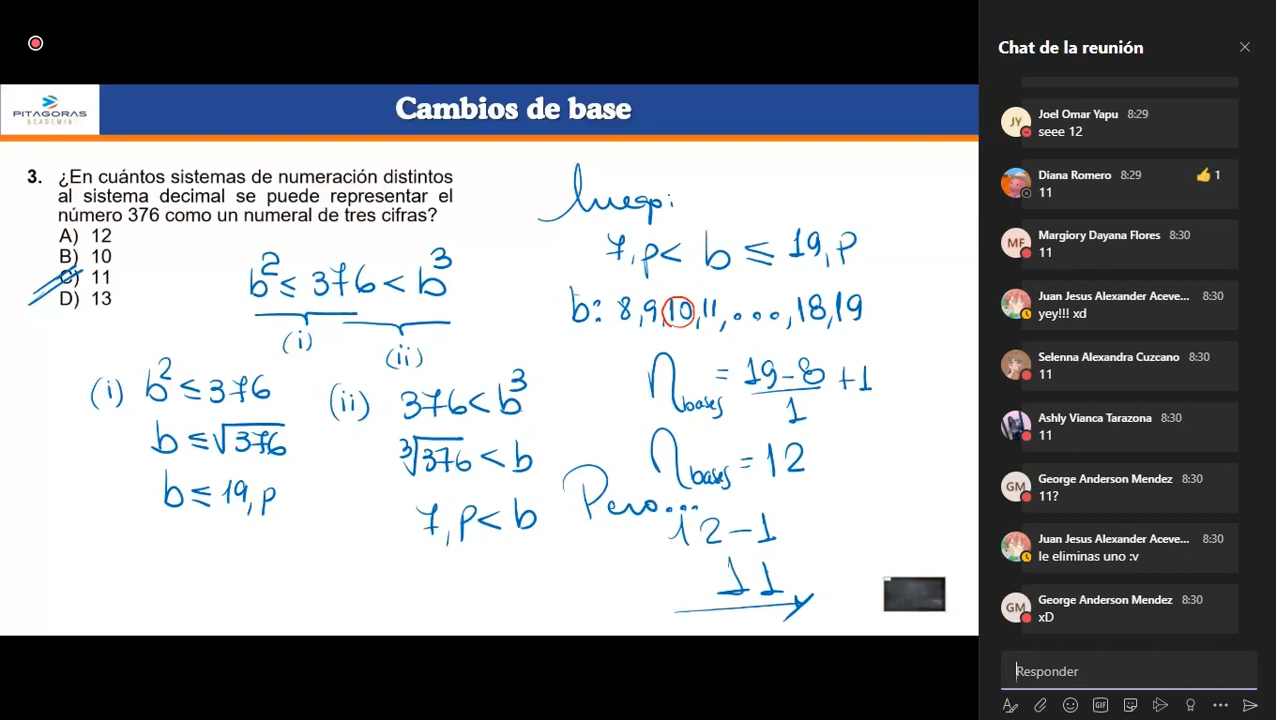 PITAGORAS
ACADEMIA
Cambios de base
3. ¿En cuántos sistemas de numeración distintos
al sistema decimal se puede representar el
número 376 como un numeral de tres cifras?
A) 12
B) 10
C) 11
D) 13
b² ≤ 376 < b³
(i)
(ii)
(i) b² ≤ 376
b ≤ √376
b ≤ 19,p
(ii) 376 < b³
³√376 < b
7,p < b
luego:
7,p < b ≤ 19,p
b: 8,9,10,11,...,18,19
n bases = 19-8/1 +1
n bases = 12
Pero...
12-1
11
Chat de la reunión
JY
Joel Omar Yapu 8:29
seee 12
Diana Romero 8:29 👍 1
11
MF
Margiory Dayana Flores 8:30
11
Juan Jesus Alexander Aceve... 8:30
yey!!! xd
Selenna Alexandra Cuzcano 8:30
11
Ashly Vianca Tarazona 8:30
11
GM
George Anderson Mendez 8:30
11?
Juan Jesus Alexander Aceve... 8:30
le eliminas uno :v
GM
George Anderson Mendez 8:30
xD
Responder
GIF